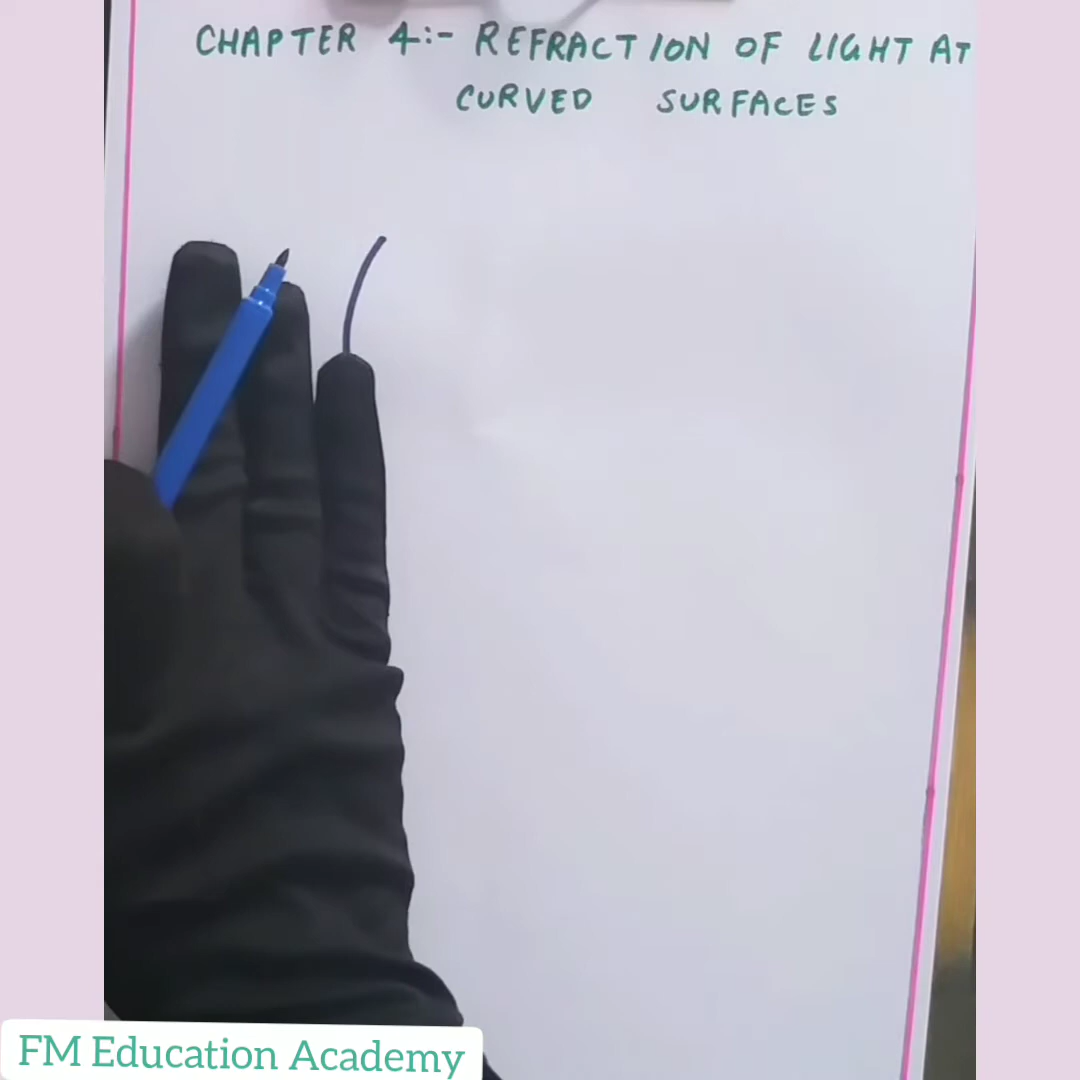 CHAPTER 4:- REFRACTION OF LIGHT AT
CURVED SURFACES
FM Education Academy